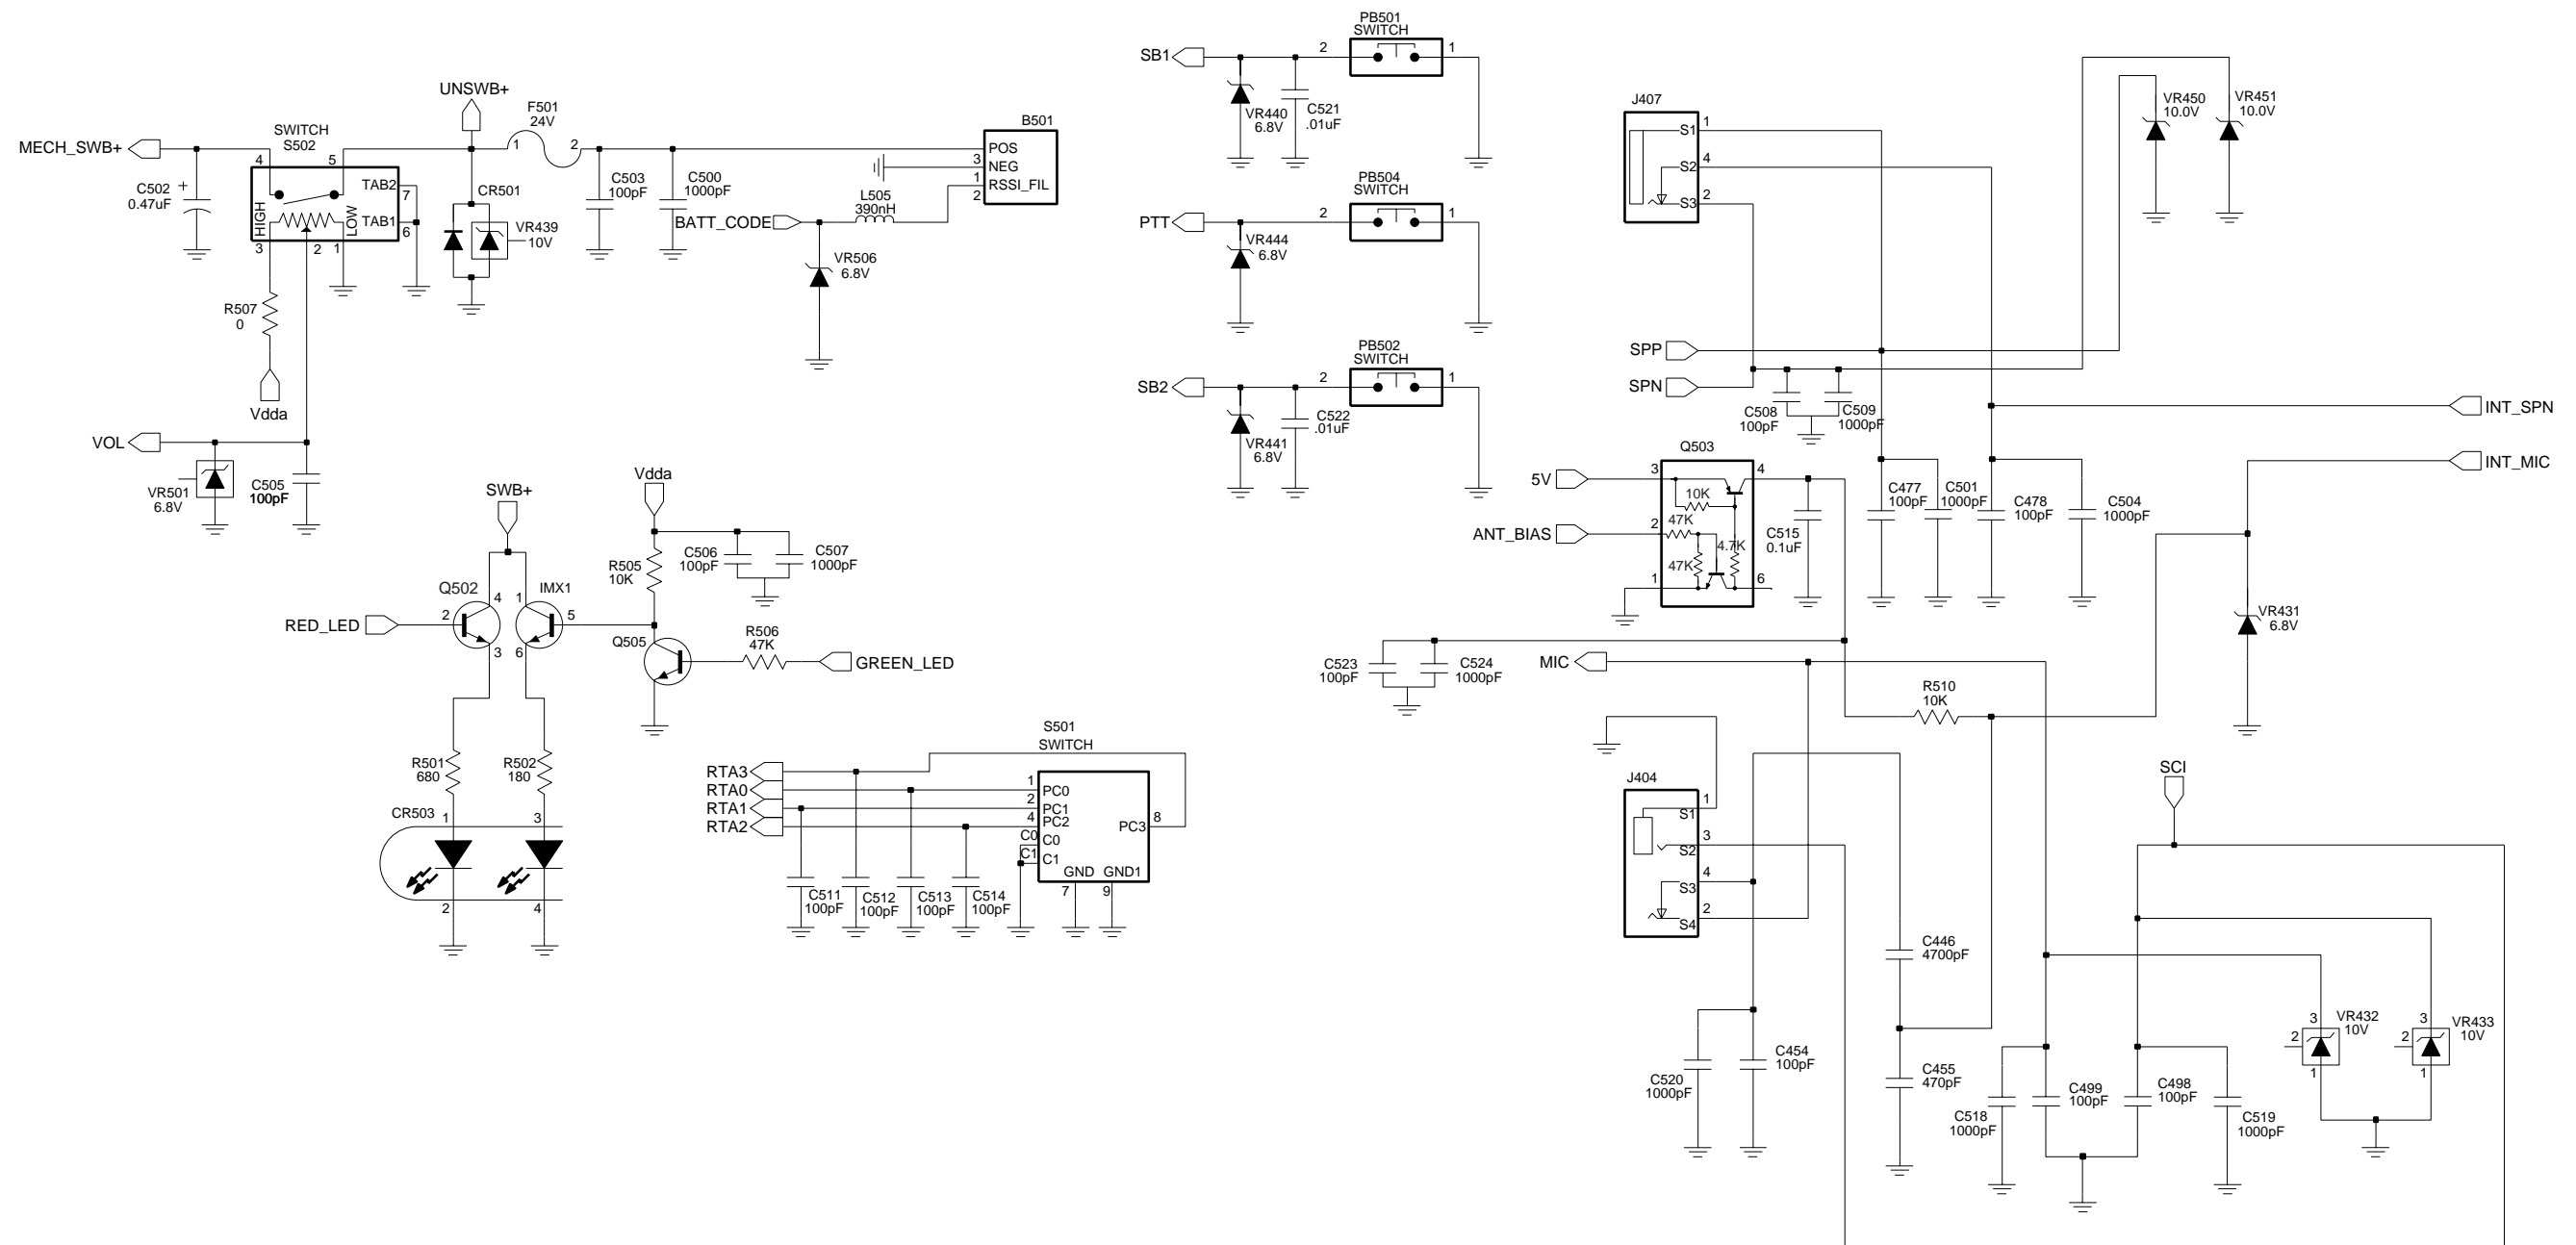 MECH_SWB+
C502
0.47uF
+
SWITCH
S502
4
5
HIGH
LOW
TAB2
7
TAB1
6
3
2
1
R507
0
Vdda
VOL
VR501
6.8V
C505
100pF
UNSWB+
F501
24V
1
2
CR501
VR439
10V
C503
100pF
C500
1000pF
B501
POS
3
NEG
1
RSSI_FIL
2
L505
390nH
BATT_CODE
VR506
6.8V
SWB+
Q502
IMX1
RED_LED
2
4
3
1
5
6
Vdda
R505
10K
C506
100pF
C507
1000pF
Q505
R506
47K
GREEN_LED
R501
680
R502
180
CR503
1
3
2
4
S501
SWITCH
RTA3
RTA0
RTA1
RTA2
1
PC0
2
PC1
4
PC2
C0
C0
C1
C1
PC3
8
GND
GND1
7
9
C511
100pF
C512
100pF
C513
100pF
C514
100pF
PB501
SWITCH
SB1
2
1
VR440
6.8V
C521
.01uF
PB504
SWITCH
PTT
2
1
VR444
6.8V
PB502
SWITCH
SB2
2
1
VR441
6.8V
C522
.01uF
J407
S1
1
S2
4
S3
2
VR450
10.0V
VR451
10.0V
SPP
SPN
C508
100pF
C509
1000pF
INT_SPN
INT_MIC
Q503
5V
3
4
10K
ANT_BIAS
2
47K
4.7K
47K
1
6
C515
0.1uF
C477
100pF
C501
1000pF
C478
100pF
C504
1000pF
VR431
6.8V
C523
100pF
C524
1000pF
MIC
R510
10K
J404
1
S1
3
S2
4
S3
2
S4
SCI
C446
4700pF
C520
1000pF
C454
100pF
C455
470pF
C518
1000pF
C499
100pF
C498
100pF
C519
1000pF
3
VR432
10V
2
1
3
VR433
10V
2
1